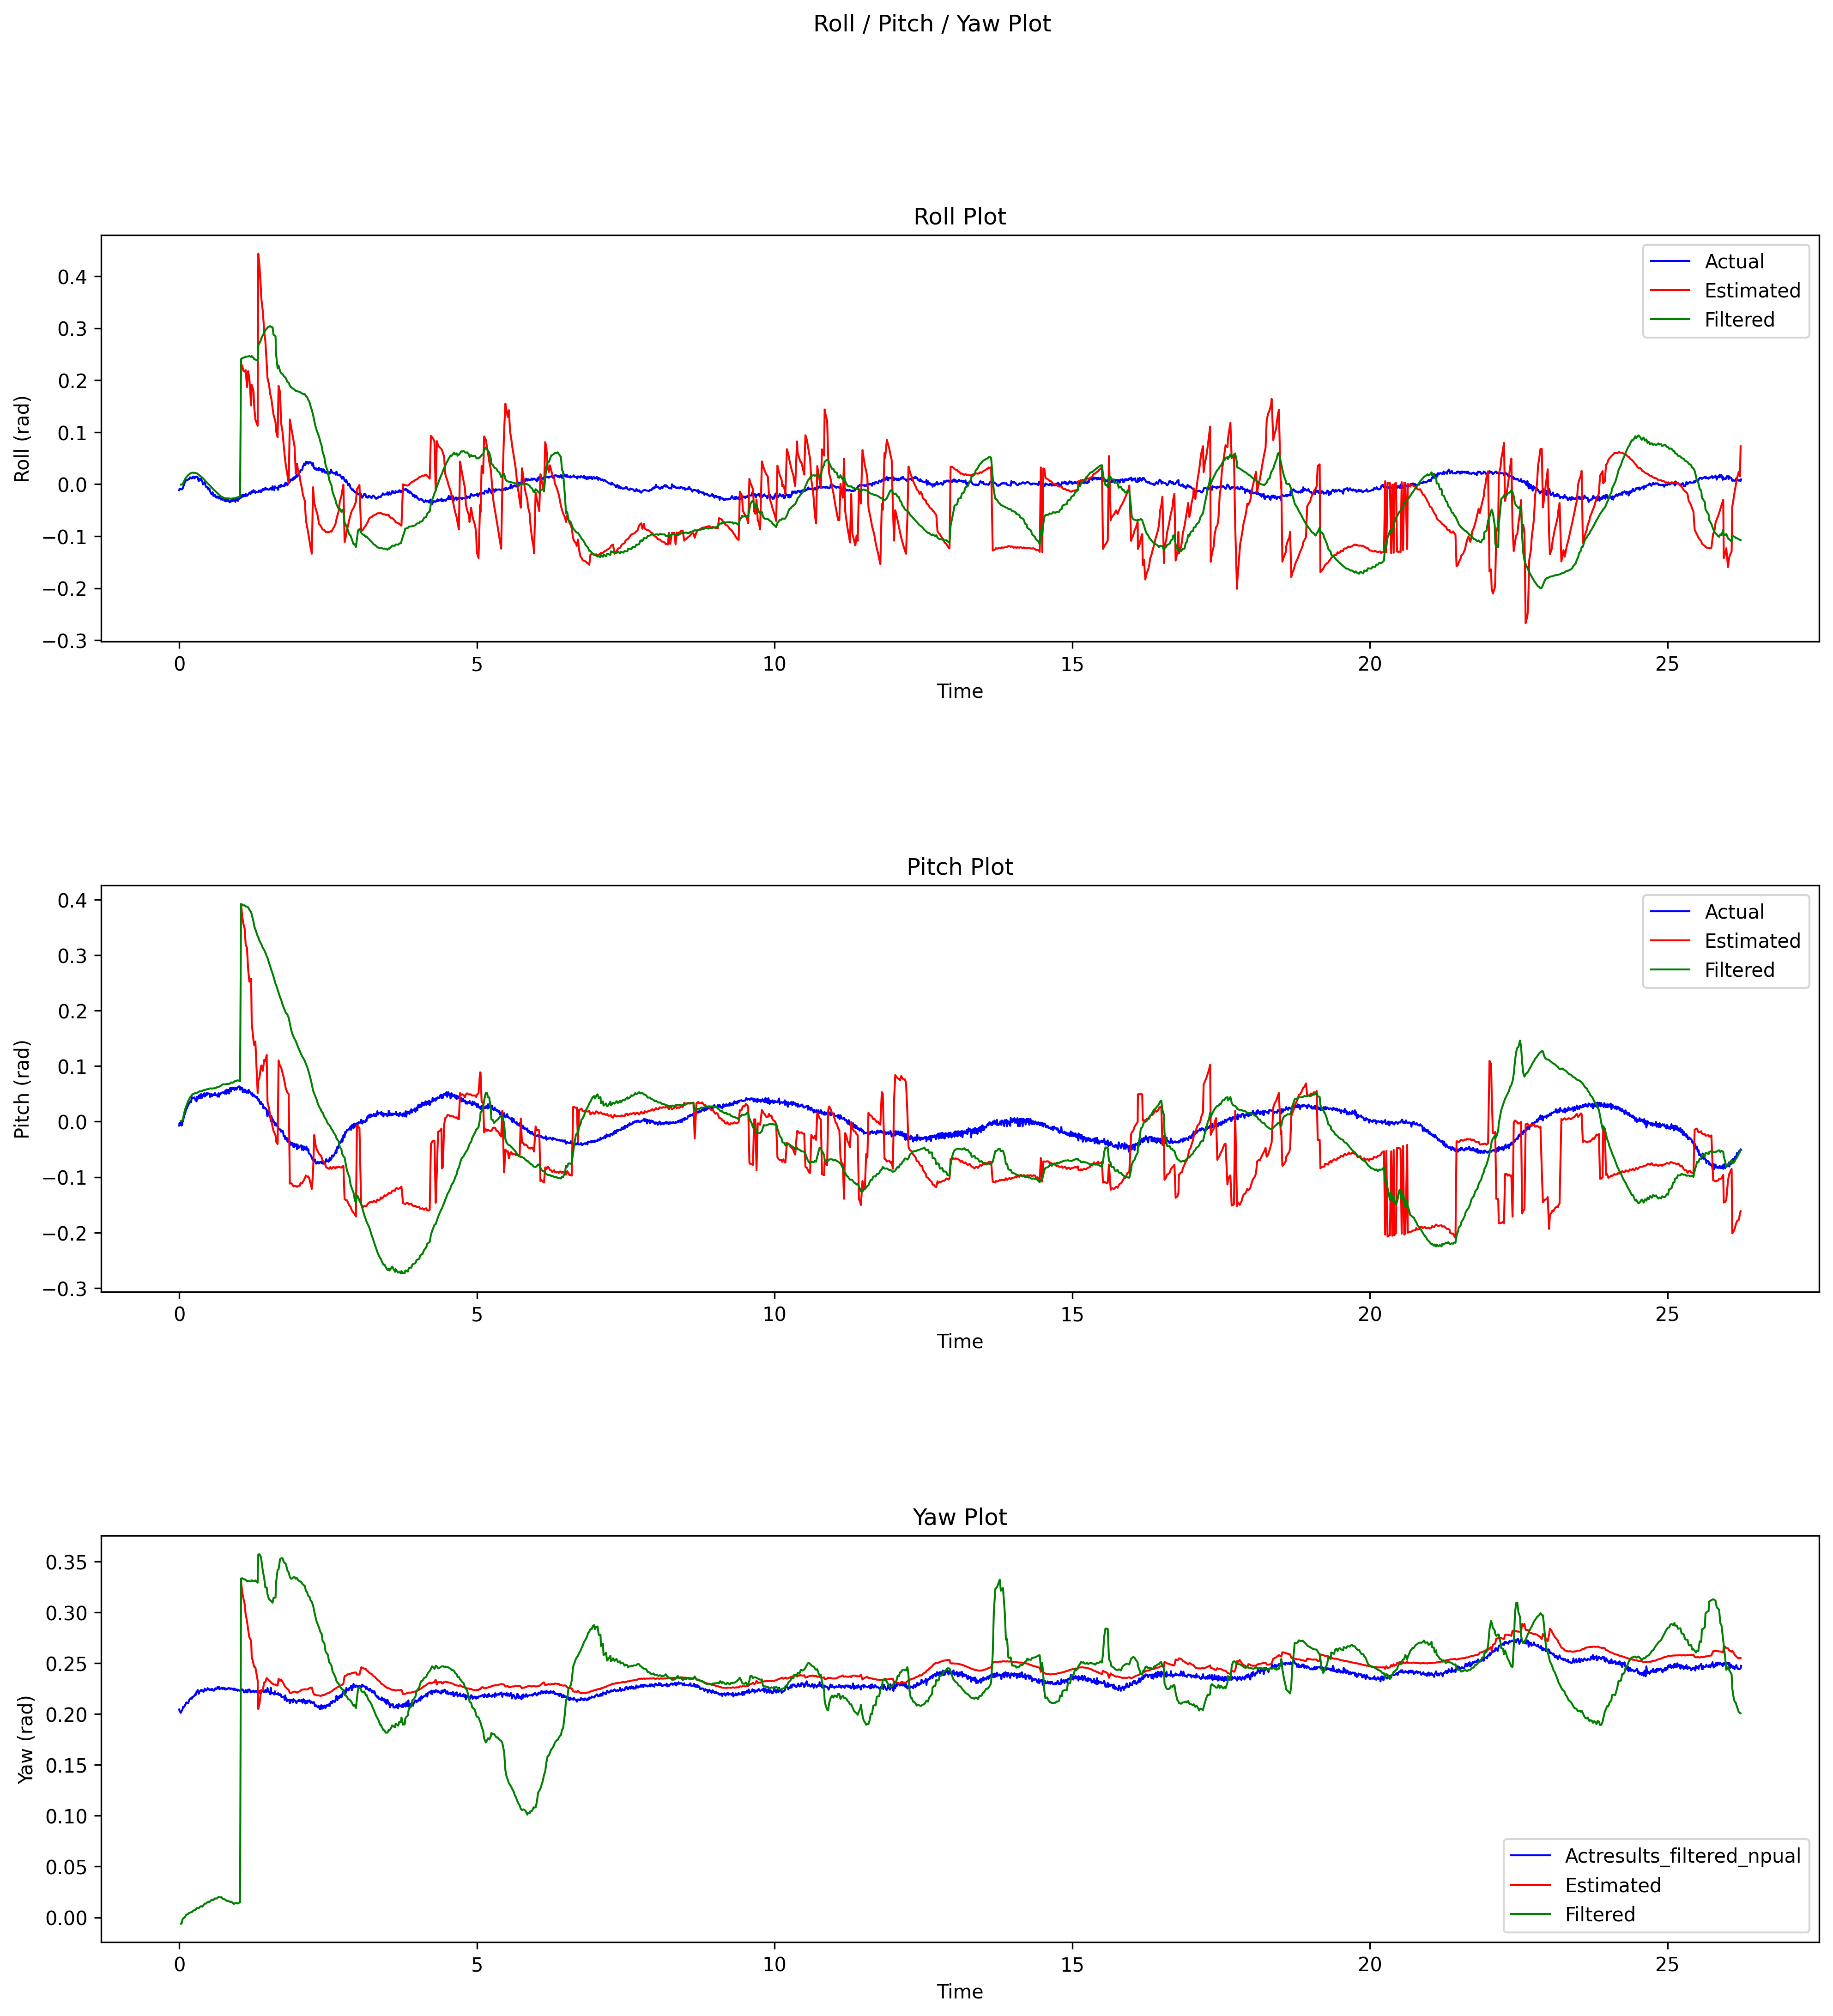 Roll / Pitch / Yaw Plot
Roll Plot
Roll (rad)
0.4
0.3
0.2
0.1
0.0
−0.1
−0.2
−0.3
Actual
Estimated
Filtered
0 5 10 15 20 25
Time
Pitch Plot
Pitch (rad)
0.4
0.3
0.2
0.1
0.0
−0.1
−0.2
−0.3
Actual
Estimated
Filtered
0 5 10 15 20 25
Time
Yaw Plot
Yaw (rad)
0.35
0.30
0.25
0.20
0.15
0.10
0.05
0.00
Actresults_filtered_npual
Estimated
Filtered
0 5 10 15 20 25
Time